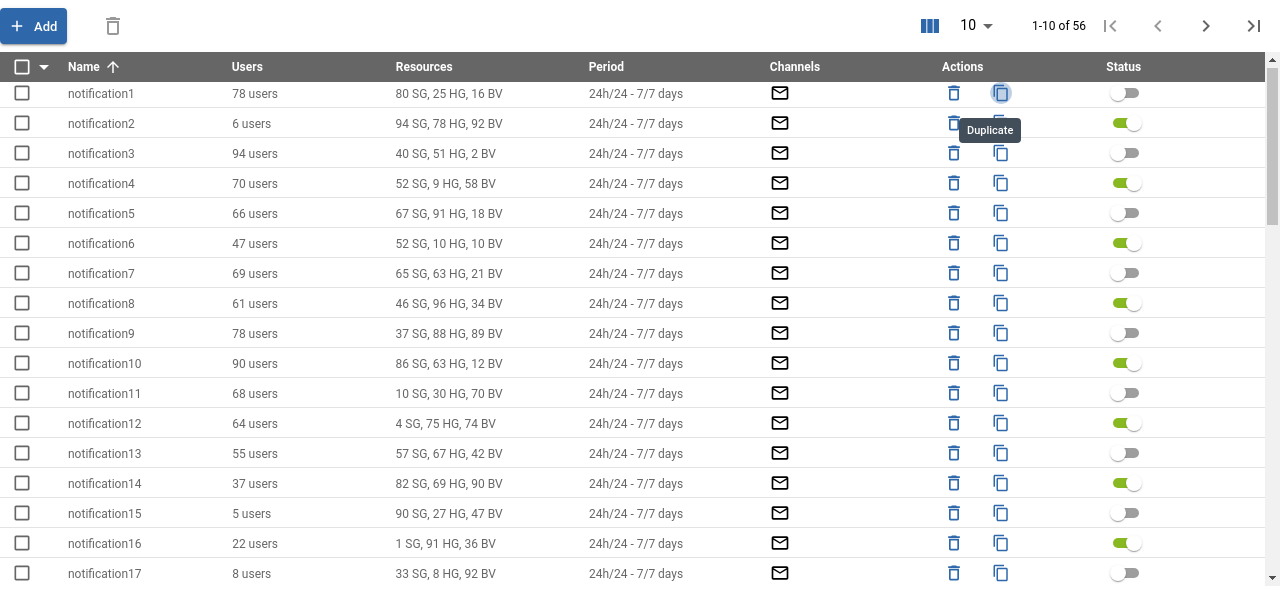 Add 10 1-10 of 56
Name Users Resources Period Channels Actions Status
notification1 78 users 80 SG, 25 HG, 16 BV 24h/24 - 7/7 days
notification2 6 users 94 SG, 78 HG, 92 BV 24h/24 - 7/7 days
Duplicate
notification3 94 users 40 SG, 51 HG, 2 BV 24h/24 - 7/7 days
notification4 70 users 52 SG, 9 HG, 58 BV 24h/24 - 7/7 days
notification5 66 users 67 SG, 91 HG, 18 BV 24h/24 - 7/7 days
notification6 47 users 52 SG, 10 HG, 10 BV 24h/24 - 7/7 days
notification7 69 users 65 SG, 63 HG, 21 BV 24h/24 - 7/7 days
notification8 61 users 46 SG, 96 HG, 34 BV 24h/24 - 7/7 days
notification9 78 users 37 SG, 88 HG, 89 BV 24h/24 - 7/7 days
notification10 90 users 86 SG, 63 HG, 12 BV 24h/24 - 7/7 days
notification11 68 users 10 SG, 30 HG, 70 BV 24h/24 - 7/7 days
notification12 64 users 4 SG, 75 HG, 74 BV 24h/24 - 7/7 days
notification13 55 users 57 SG, 67 HG, 42 BV 24h/24 - 7/7 days
notification14 37 users 82 SG, 69 HG, 90 BV 24h/24 - 7/7 days
notification15 5 users 90 SG, 27 HG, 47 BV 24h/24 - 7/7 days
notification16 22 users 1 SG, 91 HG, 36 BV 24h/24 - 7/7 days
notification17 8 users 33 SG, 8 HG, 92 BV 24h/24 - 7/7 days